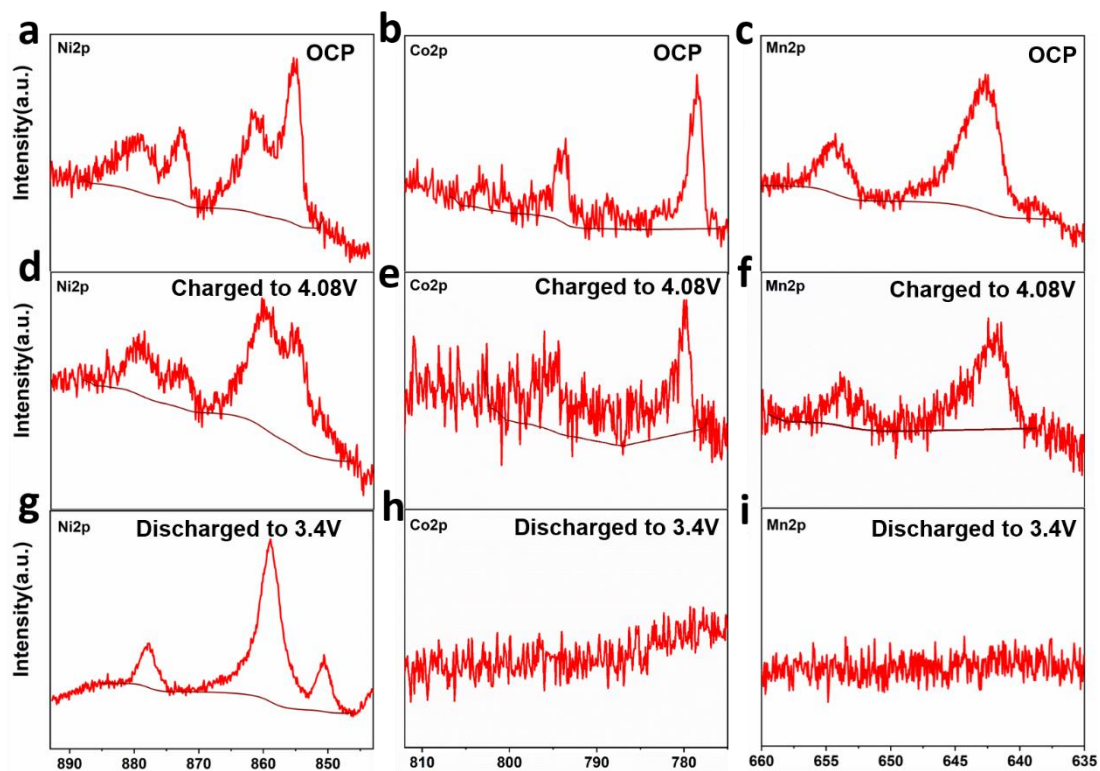 a
Ni2p
OCP
b
Co2p
OCP
c
Mn2p
OCP
Intensity(a.u.)
d
Ni2p
Charged to 4.08V
e
Co2p
Charged to 4.08V
f
Mn2p
Charged to 4.08V
Intensity(a.u.)
g
Ni2p
Discharged to 3.4V
h
Co2p
Discharged to 3.4V
i
Mn2p
Discharged to 3.4V
Intensity(a.u.)
890 880 870 860 850
810 800 790 780
660 655 650 645 640 635